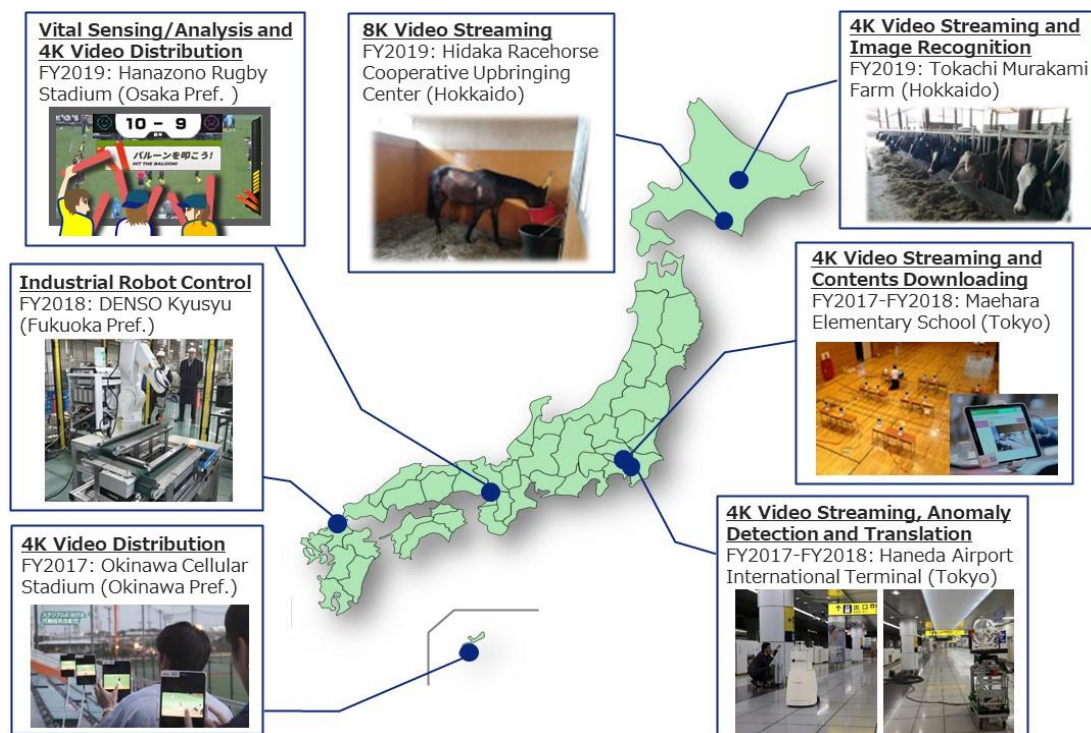 Vital Sensing/Analysis and
4K Video Distribution
FY2019: Hanazono Rugby
Stadium (Osaka Pref. )
10 - 9
バルーンを叩こう!
HIT THE BALOON!
8K Video Streaming
FY2019: Hidaka Racehorse
Cooperative Upbringing
Center (Hokkaido)
4K Video Streaming and
Image Recognition
FY2019: Tokachi Murakami
Farm (Hokkaido)
Industrial Robot Control
FY2018: DENSO Kyusyu
(Fukuoka Pref.)
4K Video Streaming and
Contents Downloading
FY2017-FY2018: Maehara
Elementary School (Tokyo)
4K Video Distribution
FY2017: Okinawa Cellular
Stadium (Okinawa Pref.)
4K Video Streaming, Anomaly
Detection and Translation
FY2017-FY2018: Haneda Airport
International Terminal (Tokyo)
出口